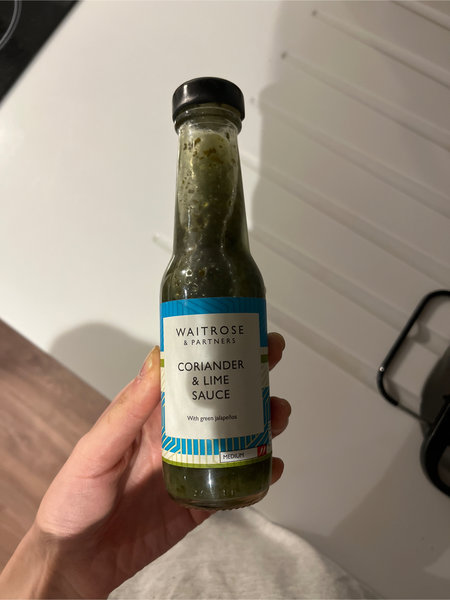 WAITROSE
& PARTNERS
CORIANDER
& LIME
SAUCE
With green jalapeños
MEDIUM